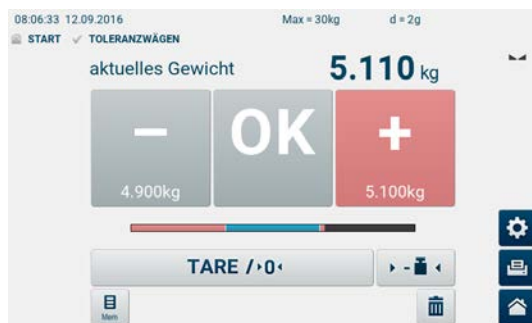 08:06:33 12.09.2016 Max = 30kg d = 2g
START TOLERANZWÄGEN
aktuelles Gewicht 5.110 kg
− OK +
4.900kg 5.100kg
TARE / ›0‹
Mem